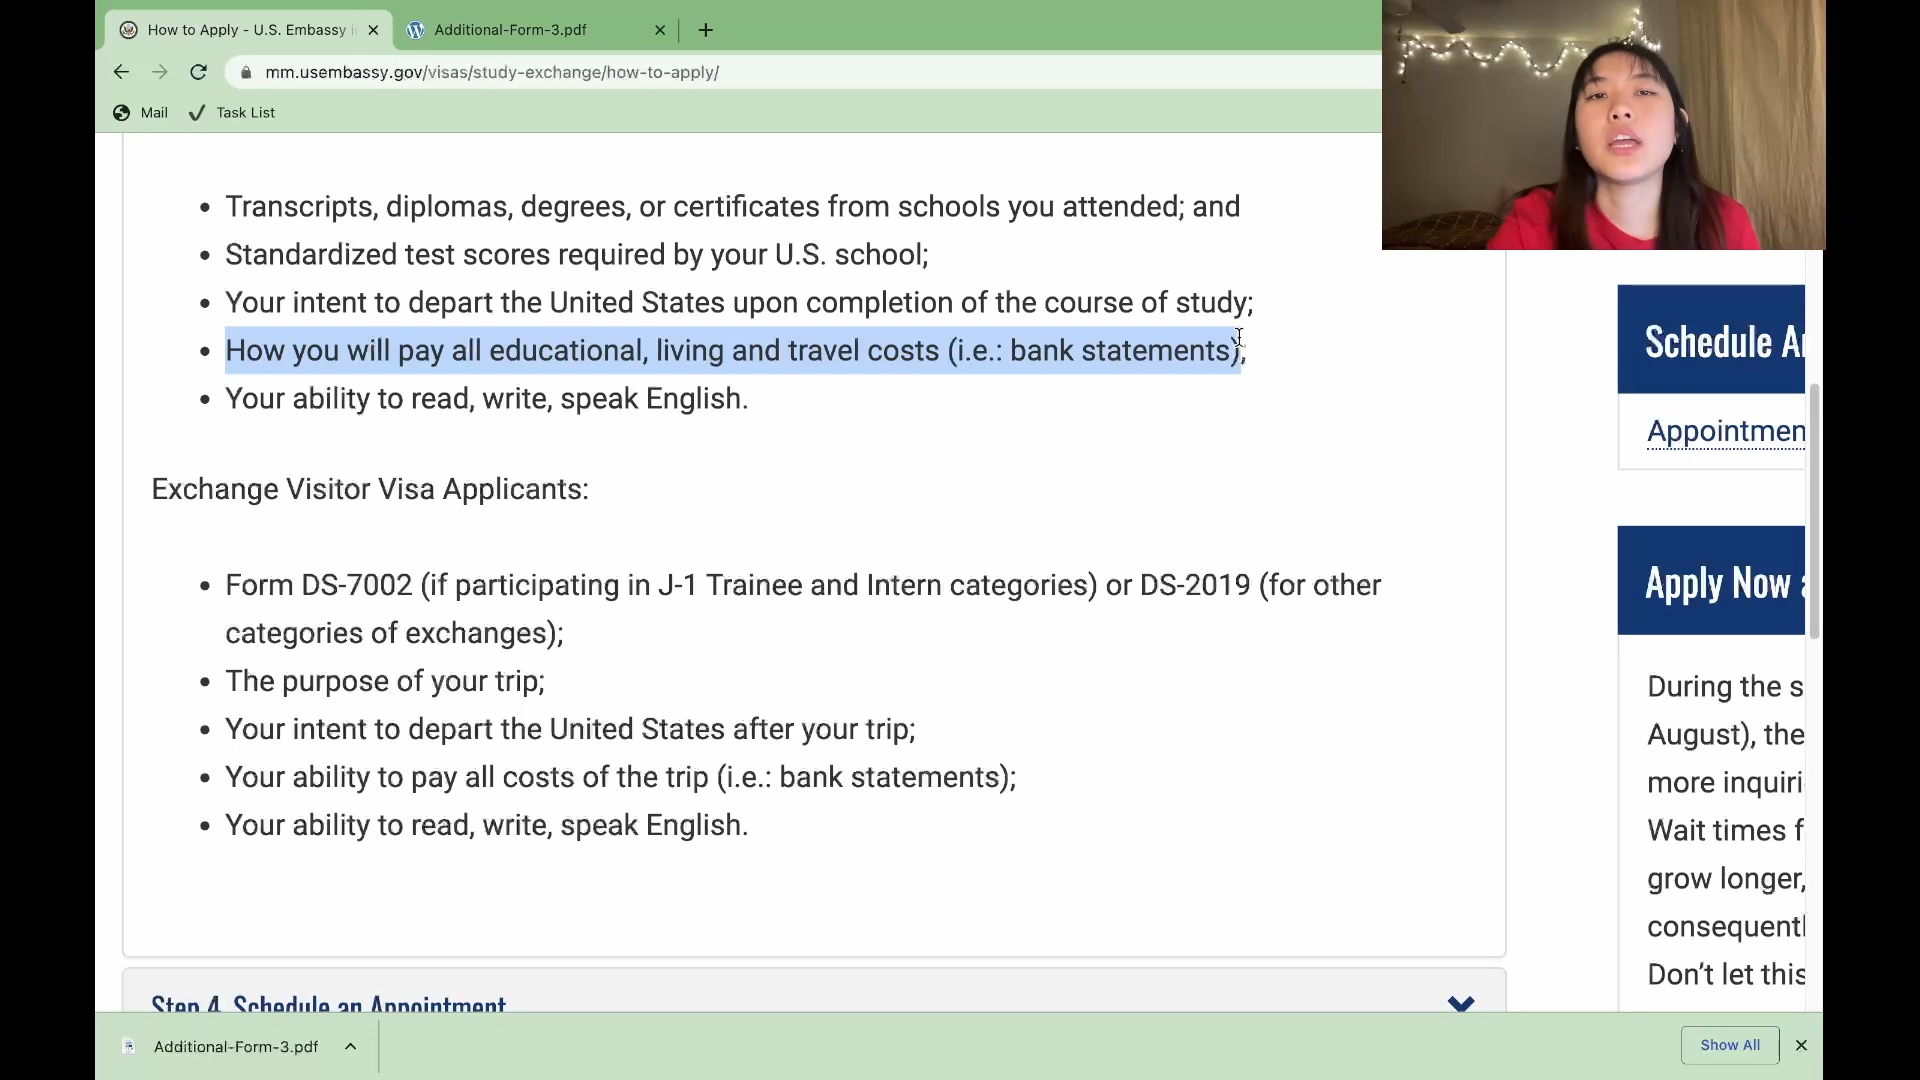 How to Apply - U.S. Embassy i
Additional-Form-3.pdf
mm.usembassy.gov/visas/study-exchange/how-to-apply/
Mail
Task List
Transcripts, diplomas, degrees, or certificates from schools you attended; and
Standardized test scores required by your U.S. school;
Your intent to depart the United States upon completion of the course of study;
How you will pay all educational, living and travel costs (i.e.: bank statements);
Your ability to read, write, speak English.
Exchange Visitor Visa Applicants:
Form DS-7002 (if participating in J-1 Trainee and Intern categories) or DS-2019 (for other
categories of exchanges);
The purpose of your trip;
Your intent to depart the United States after your trip;
Your ability to pay all costs of the trip (i.e.: bank statements);
Your ability to read, write, speak English.
Step 4. Schedule an Appointment
Schedule A
Appointmen
Apply Now a
During the s
August), the
more inquiri
Wait times f
grow longer,
consequentl
Don't let this
Additional-Form-3.pdf
Show All